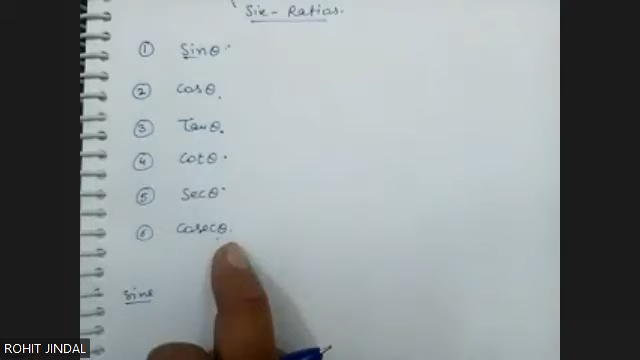 Six - Ratios.
① Sinθ
② Cosθ
③ Tanθ
④ Cotθ
⑤ Secθ
⑥ Cosecθ
Sine
ROHIT JINDAL